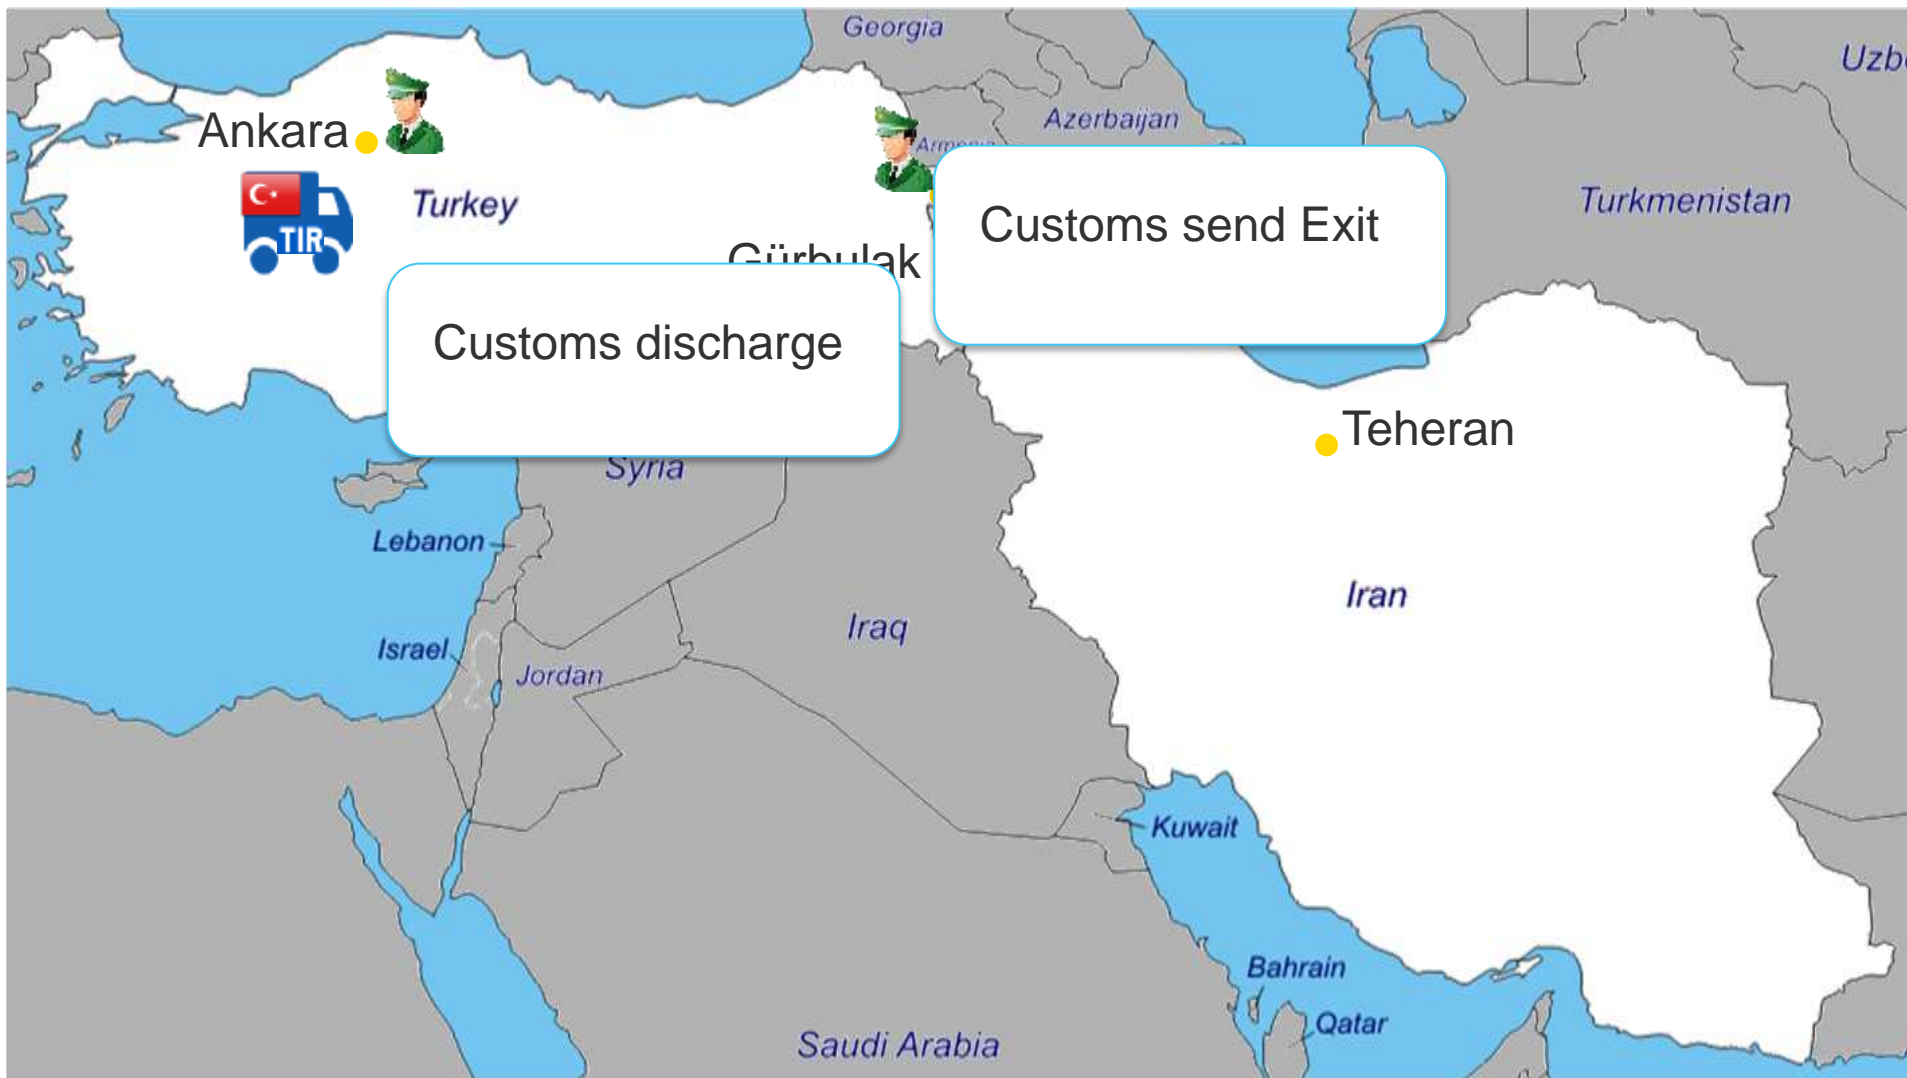 Georgia
Uzb
Ankara
Azerbaijan
Armenia
Turkey
Turkmenistan
Customs send Exit
TIR
Gürbulak
Customs discharge
Teheran
Syria
Lebanon
Iran
Iraq
Israel
Jordan
Kuwait
Bahrain
Qatar
Saudi Arabia